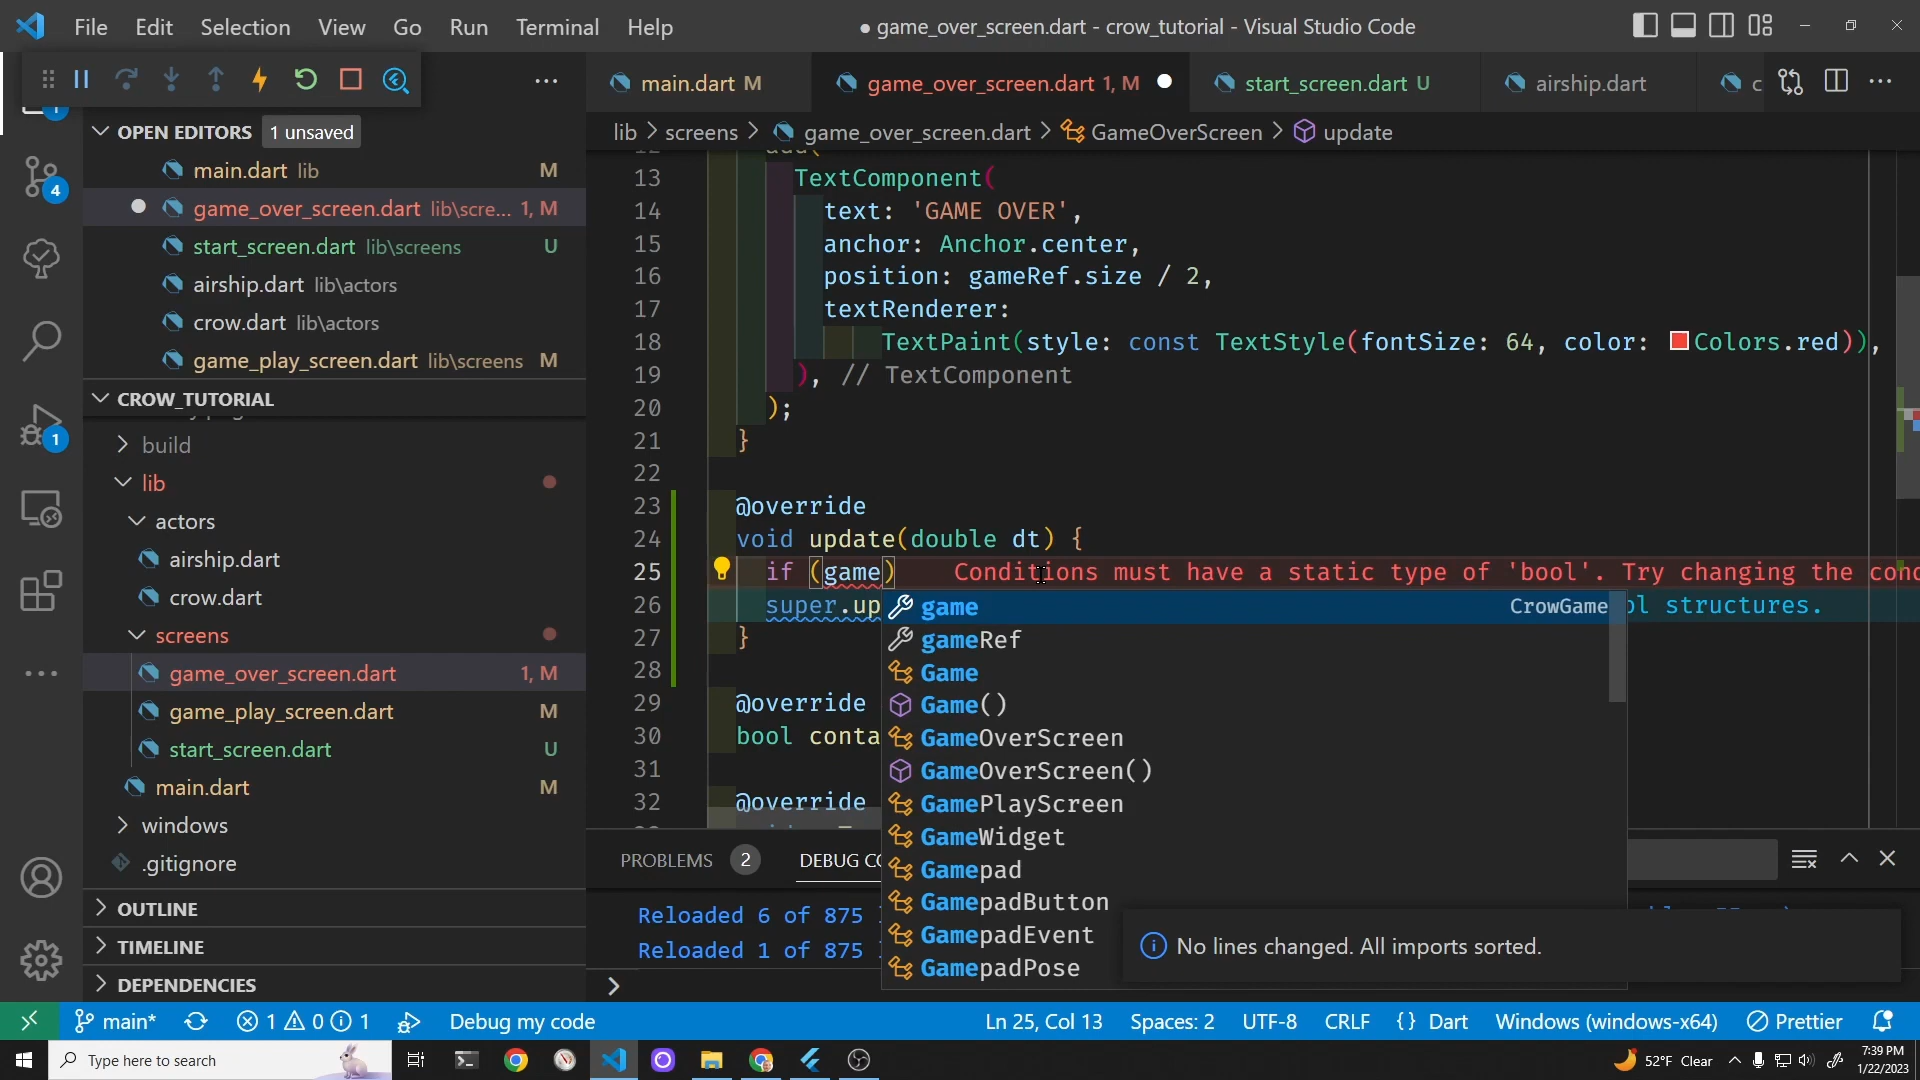 File Edit Selection View Go Run Terminal Help
● game_over_screen.dart - crow_tutorial - Visual Studio Code
main.dart M
game_over_screen.dart 1, M
start_screen.dart U
airship.dart
c
OPEN EDITORS 1 unsaved
lib > screens > game_over_screen.dart > GameOverScreen > update
main.dart lib M
game_over_screen.dart lib\scre... 1, M
start_screen.dart lib\screens U
airship.dart lib\actors
crow.dart lib\actors
game_play_screen.dart lib\screens M
CROW_TUTORIAL
build
lib
actors
airship.dart
crow.dart
screens
game_over_screen.dart 1, M
game_play_screen.dart M
start_screen.dart U
main.dart M
windows
.gitignore
OUTLINE
TIMELINE
DEPENDENCIES
1
4
1
12 add(
13 TextComponent(
14 text: 'GAME OVER',
15 anchor: Anchor.center,
16 position: gameRef.size / 2,
17 textRenderer:
18 TextPaint(style: const TextStyle(fontSize: 64, color: Colors.red)),
19 ), // TextComponent
20 );
21 }
22
23 @override
24 void update(double dt) {
25 if (game) Conditions must have a static type of 'bool'. Try changing the cond
26 super.up ol structures.
27 }
28
29 @override
30 bool conta
31
32 @override
game CrowGame
gameRef
Game
Game()
GameOverScreen
GameOverScreen()
GamePlayScreen
GameWidget
Gamepad
GamepadButton
GamepadEvent
GamepadPose
PROBLEMS 2 DEBUG CO
Reloaded 6 of 875
Reloaded 1 of 875
No lines changed. All imports sorted.
main* 1 0 1 Debug my code Ln 25, Col 13 Spaces: 2 UTF-8 CRLF {} Dart Windows (windows-x64) Prettier
Type here to search
52°F Clear
7:39 PM
1/22/2023